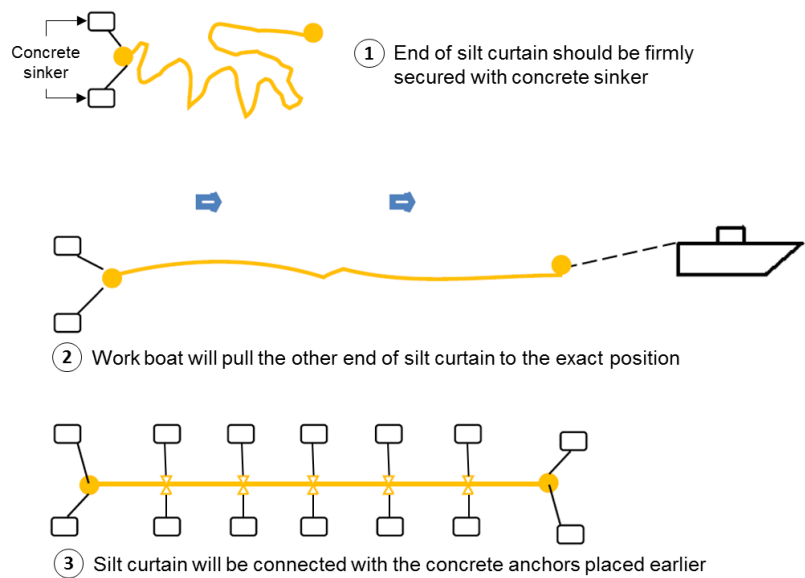 Concrete
sinker
1 End of silt curtain should be firmly
secured with concrete sinker
2 Work boat will pull the other end of silt curtain to the exact position
3 Silt curtain will be connected with the concrete anchors placed earlier